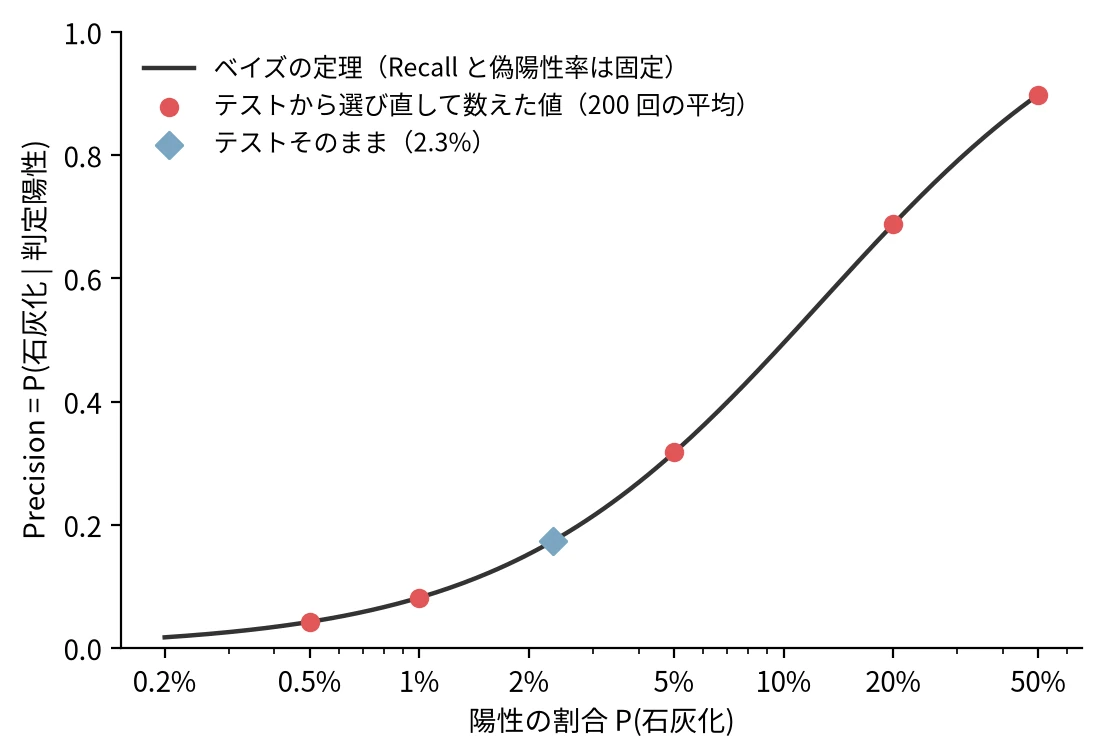 ベイズの定理（Recall と偽陽性率は固定）
テストから選び直して数えた値（200 回の平均）
テストそのまま（2.3%）
Precision = P(石灰化 | 判定陽性)
1.0
0.8
0.6
0.4
0.2
0.0
0.2% 0.5% 1% 2% 5% 10% 20% 50%
陽性の割合 P(石灰化)